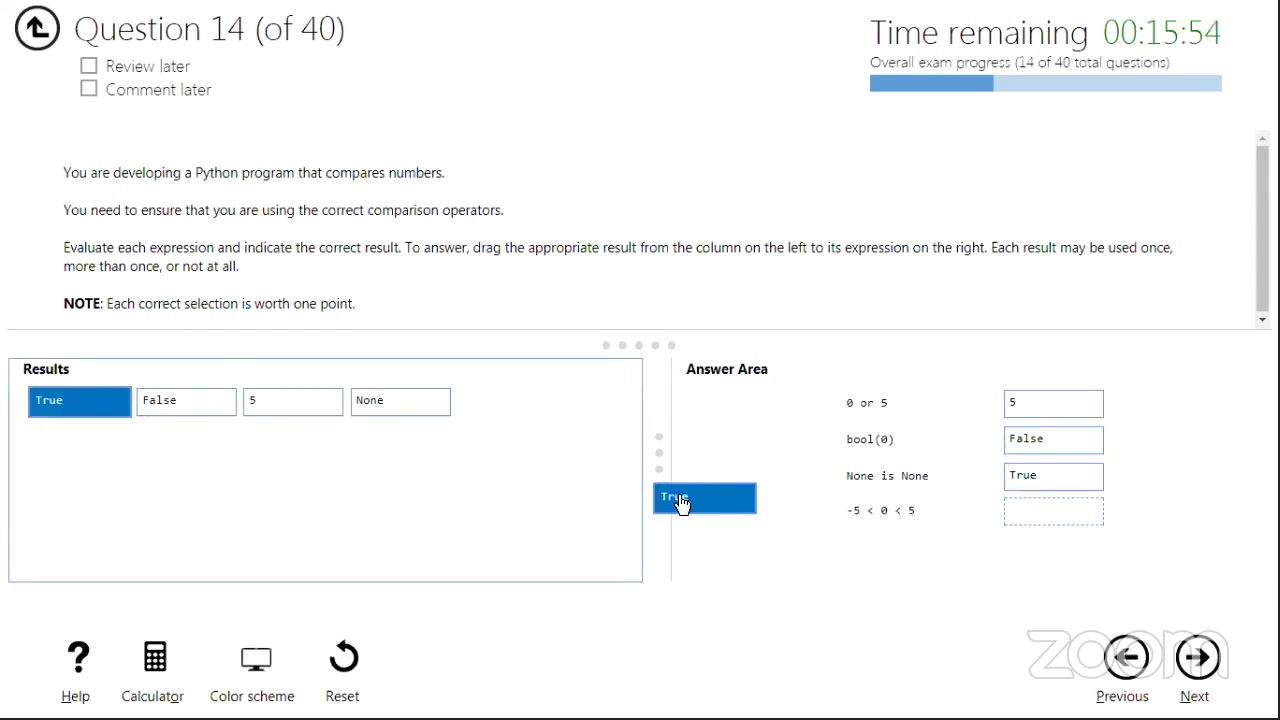 Question 14 (of 40)
Review later
Comment later
Time remaining 00:15:54
Overall exam progress (14 of 40 total questions)
You are developing a Python program that compares numbers.
You need to ensure that you are using the correct comparison operators.
Evaluate each expression and indicate the correct result. To answer, drag the appropriate result from the column on the left to its expression on the right. Each result may be used once,
more than once, or not at all.
NOTE: Each correct selection is worth one point.
Results
True False 5 None
True
Answer Area
0 or 5 5
bool(0) False
None is None True
-5 < 0 < 5
Help Calculator Color scheme Reset
zoom
Previous Next